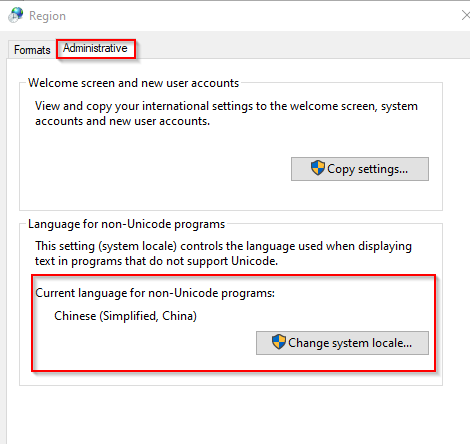 Region
Formats
Administrative
Welcome screen and new user accounts
View and copy your international settings to the welcome screen, system
accounts and new user accounts.
Copy settings...
Language for non-Unicode programs
This setting (system locale) controls the language used when displaying
text in programs that do not support Unicode.
Current language for non-Unicode programs:
Chinese (Simplified, China)
Change system locale...